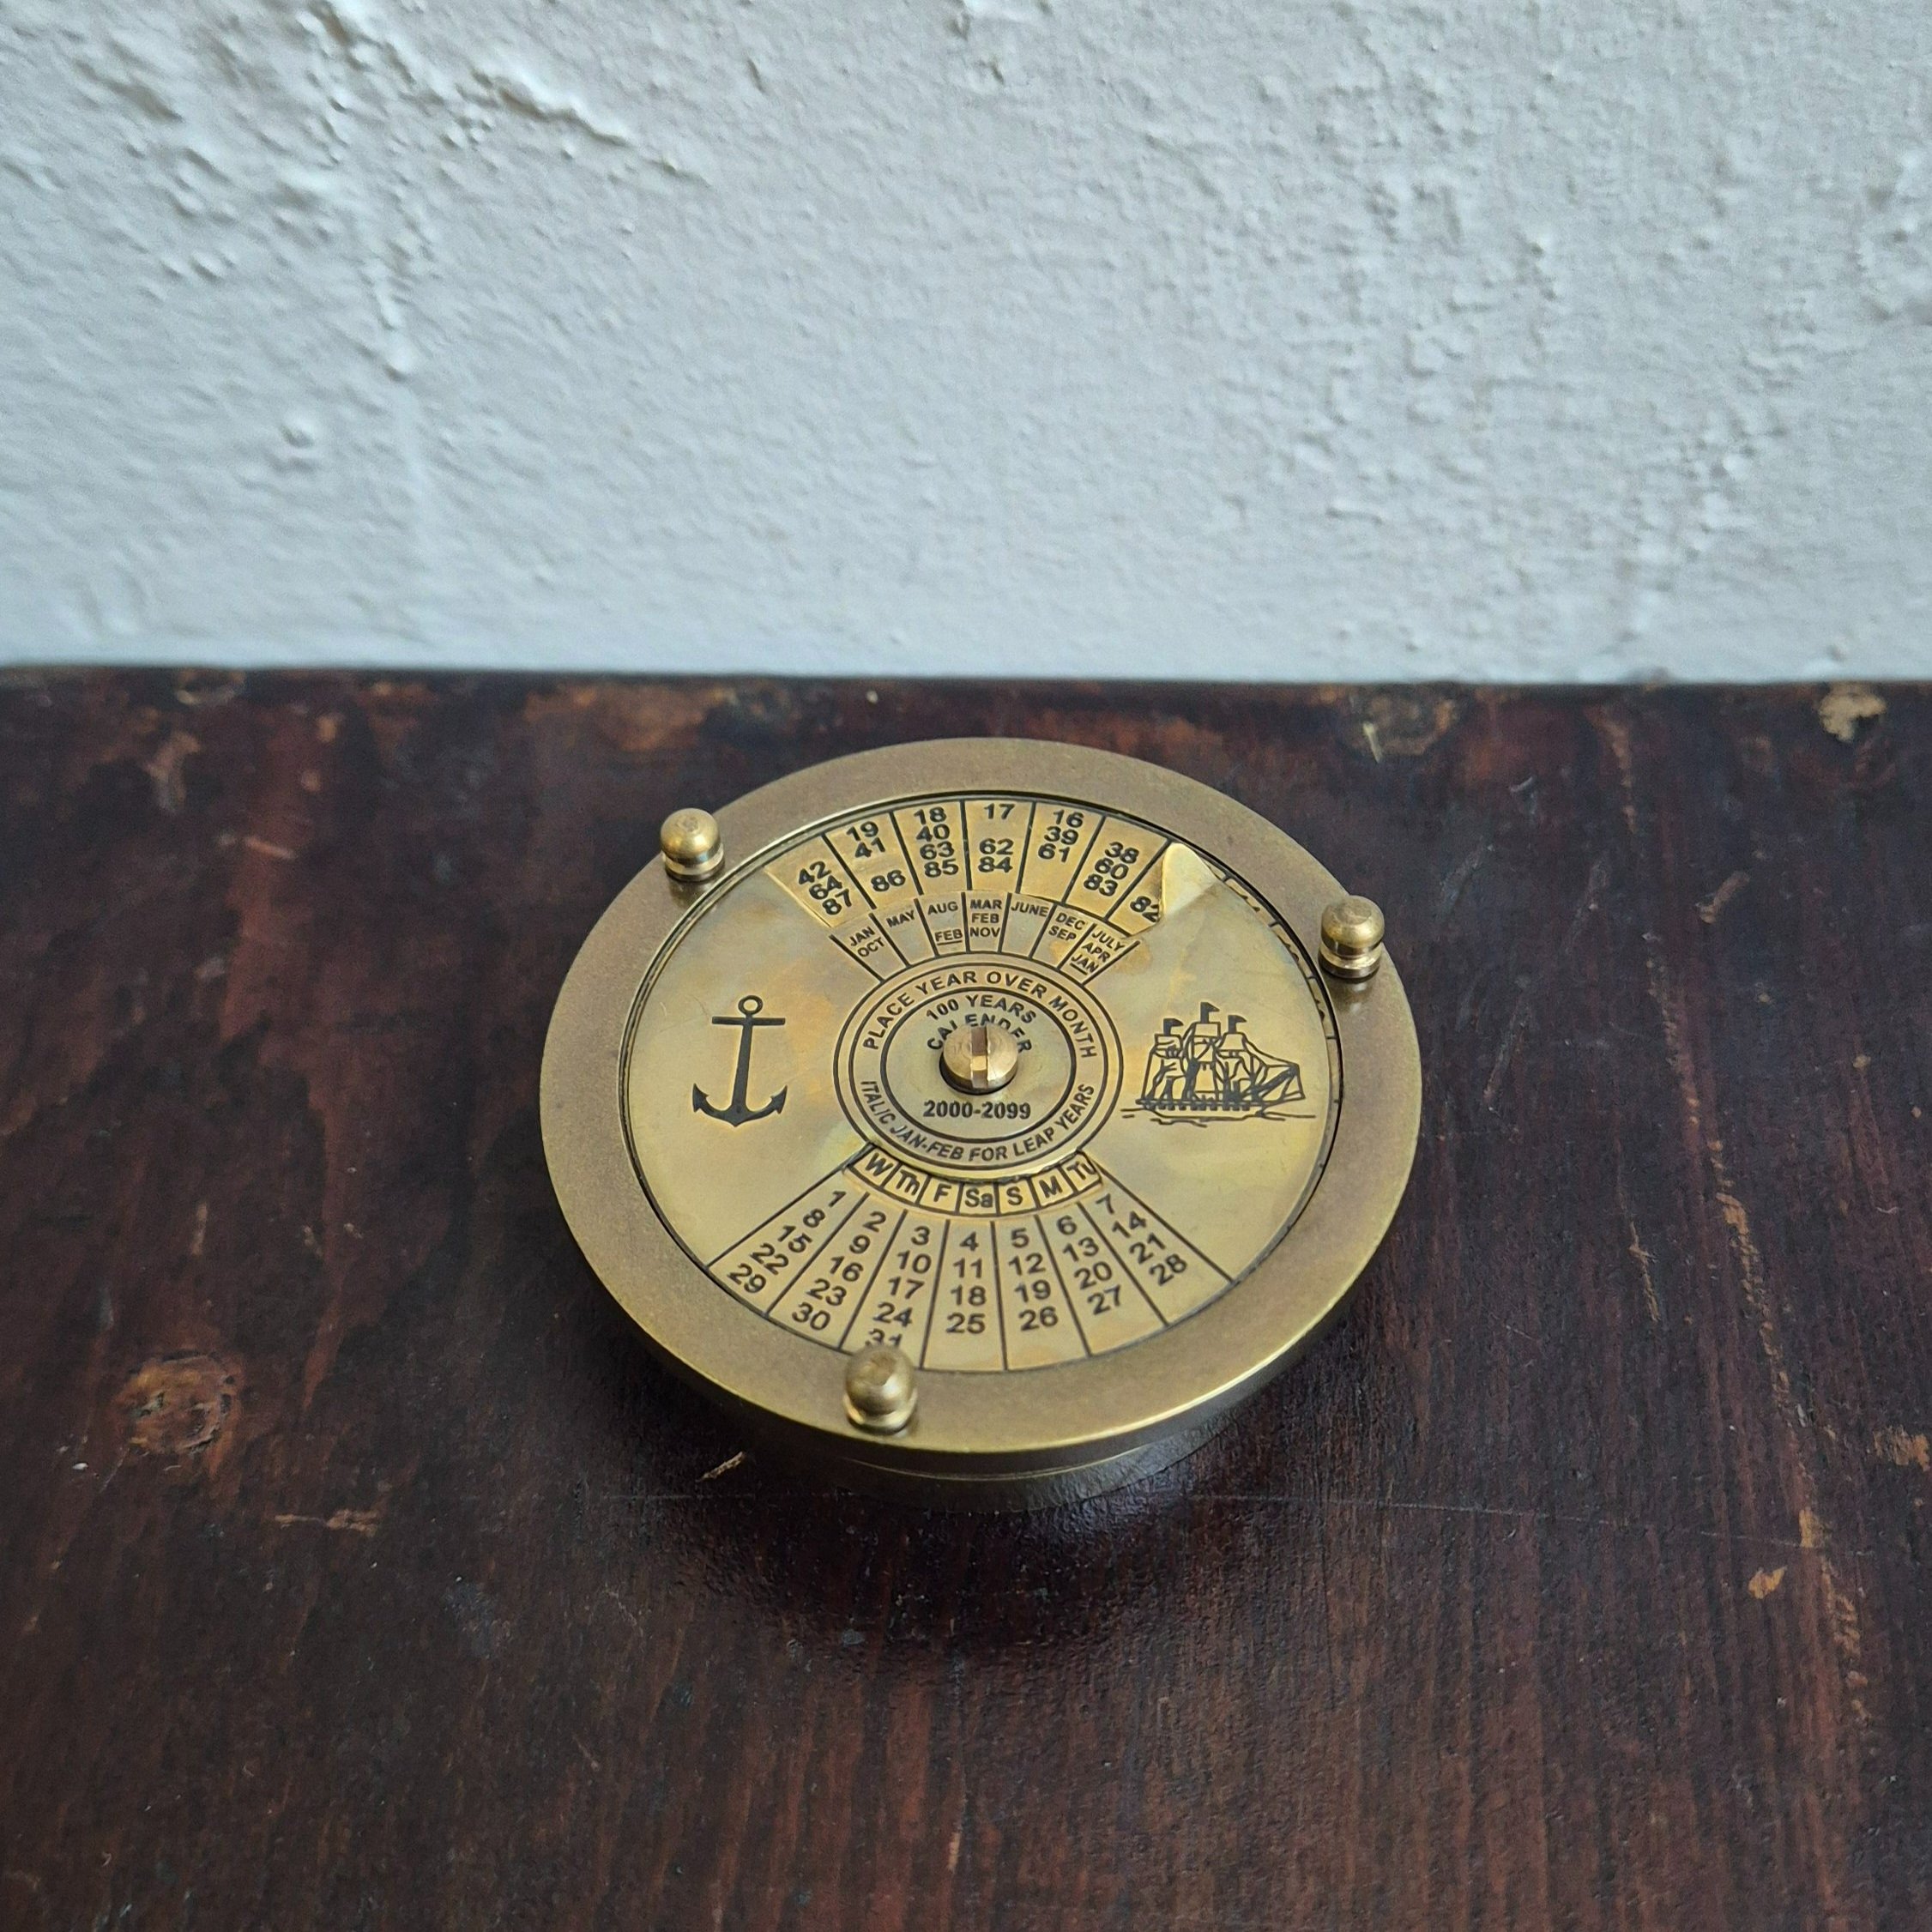 19 18 17 16
42 41 40 39 38
64 63 62 61 60
87 86 85 84 83 82
JAN MAY AUG MAR JUNE DEC JULY
OCT FEB FEB SEP APR
NOV JAN
PLACE YEAR OVER MONTH
100 YEARS
CALENDER
2000-2099
ITALIC JAN-FEB FOR LEAP YEARS
W Th F Sa S M Tu
1 2 3 4 5 6 7
8 9 10 11 12 13 14
15 16 17 18 19 20 21
22 23 24 25 26 27 28
29 30 31